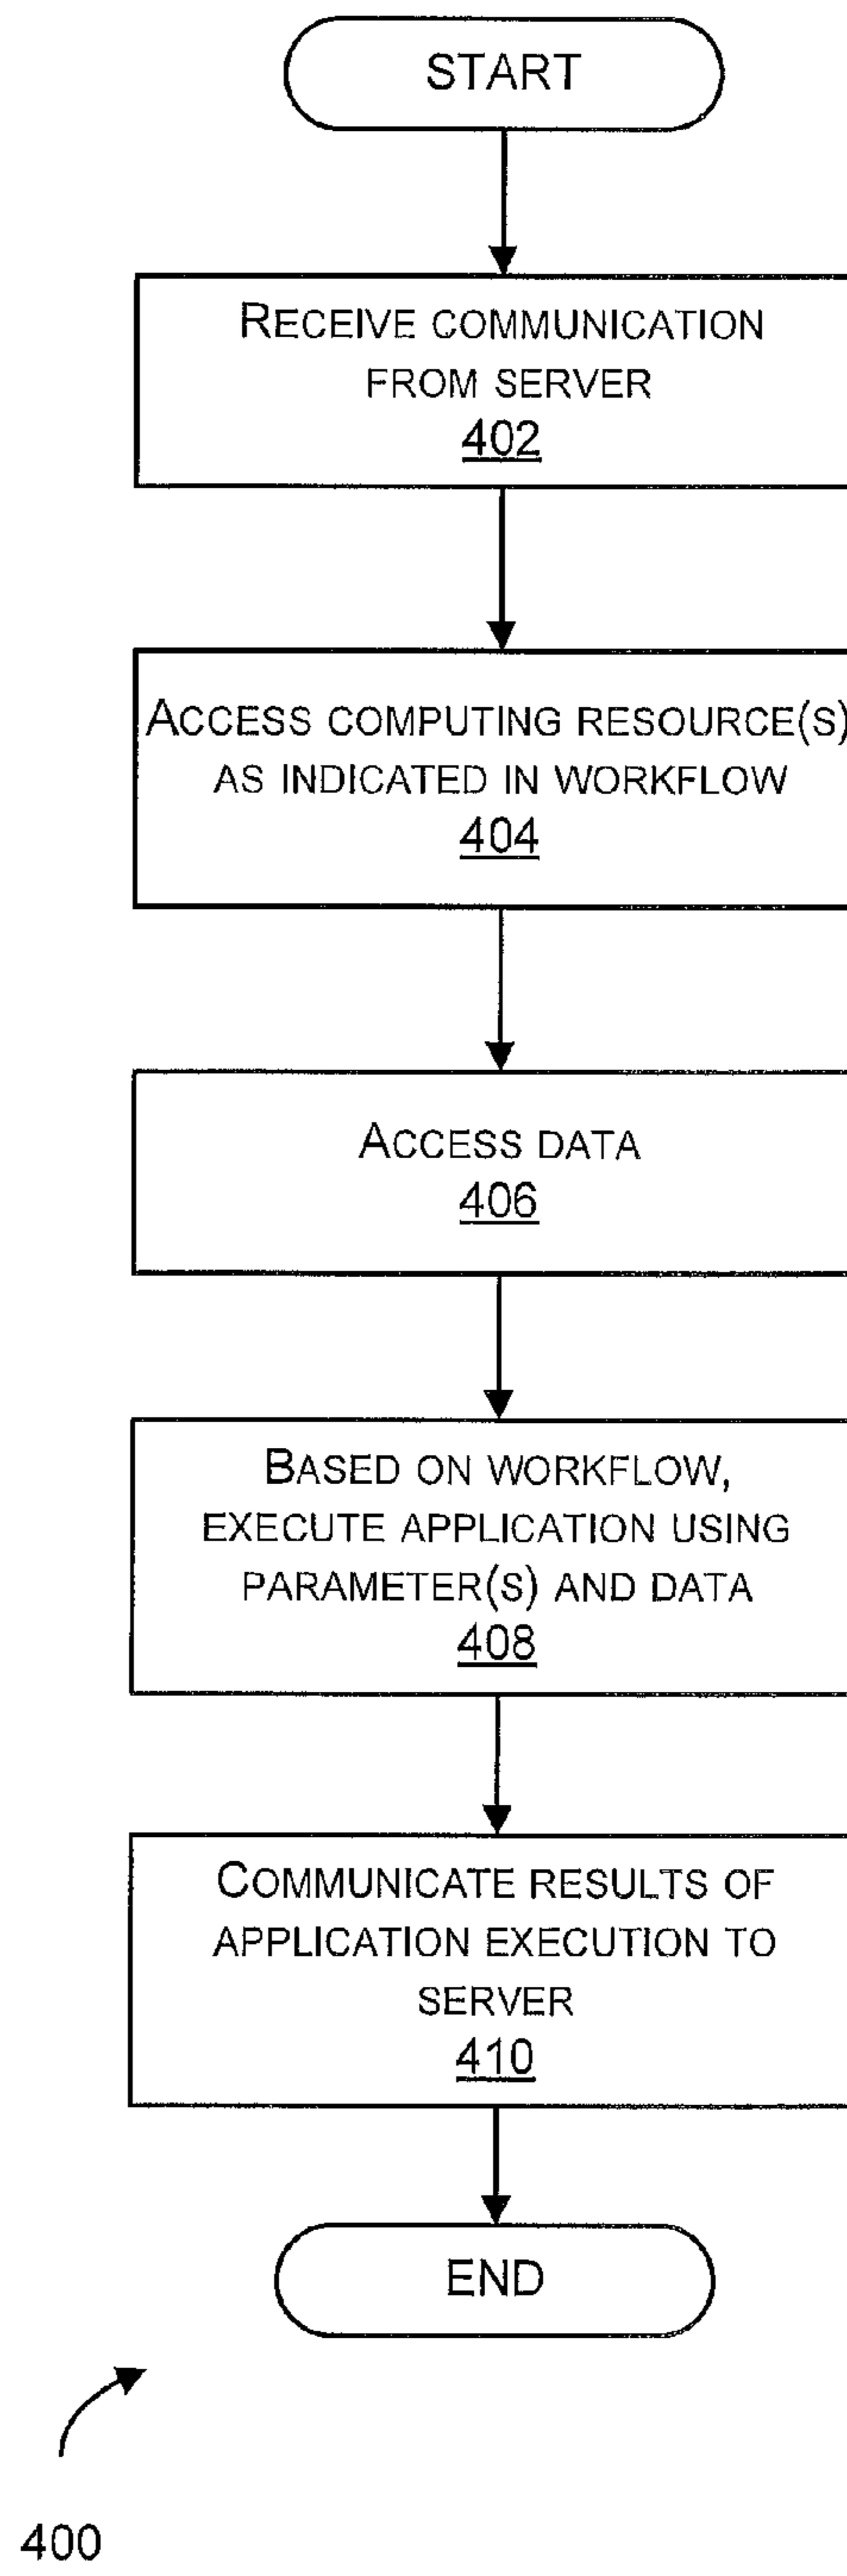 START
RECEIVE COMMUNICATION
FROM SERVER
402
ACCESS COMPUTING RESOURCE(S)
AS INDICATED IN WORKFLOW
404
ACCESS DATA
406
BASED ON WORKFLOW,
EXECUTE APPLICATION USING
PARAMETER(S) AND DATA
408
COMMUNICATE RESULTS OF
APPLICATION EXECUTION TO
SERVER
410
END
400